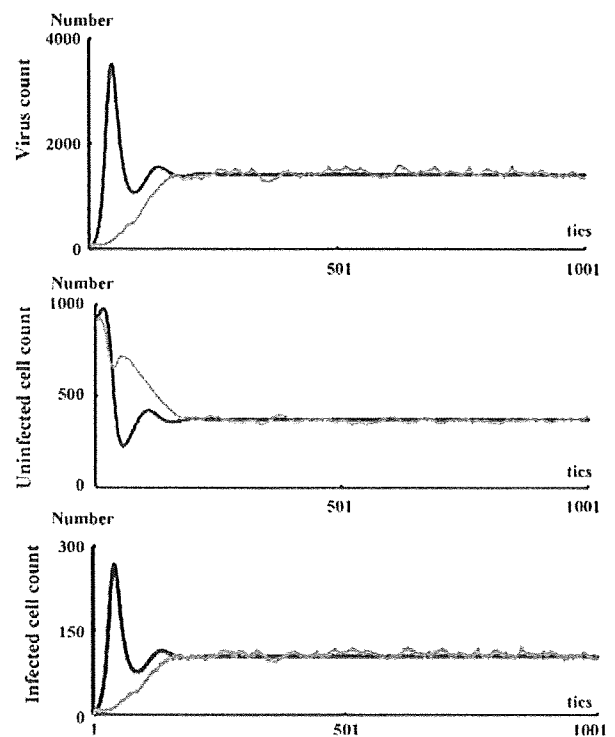 Number
4000
Virus count
2000
tics
0
501
1001
Number
1000
Uninfected cell count
500
tics
0
501
1001
Number
300
Infected cell count
150
tics
0
1
501
1001